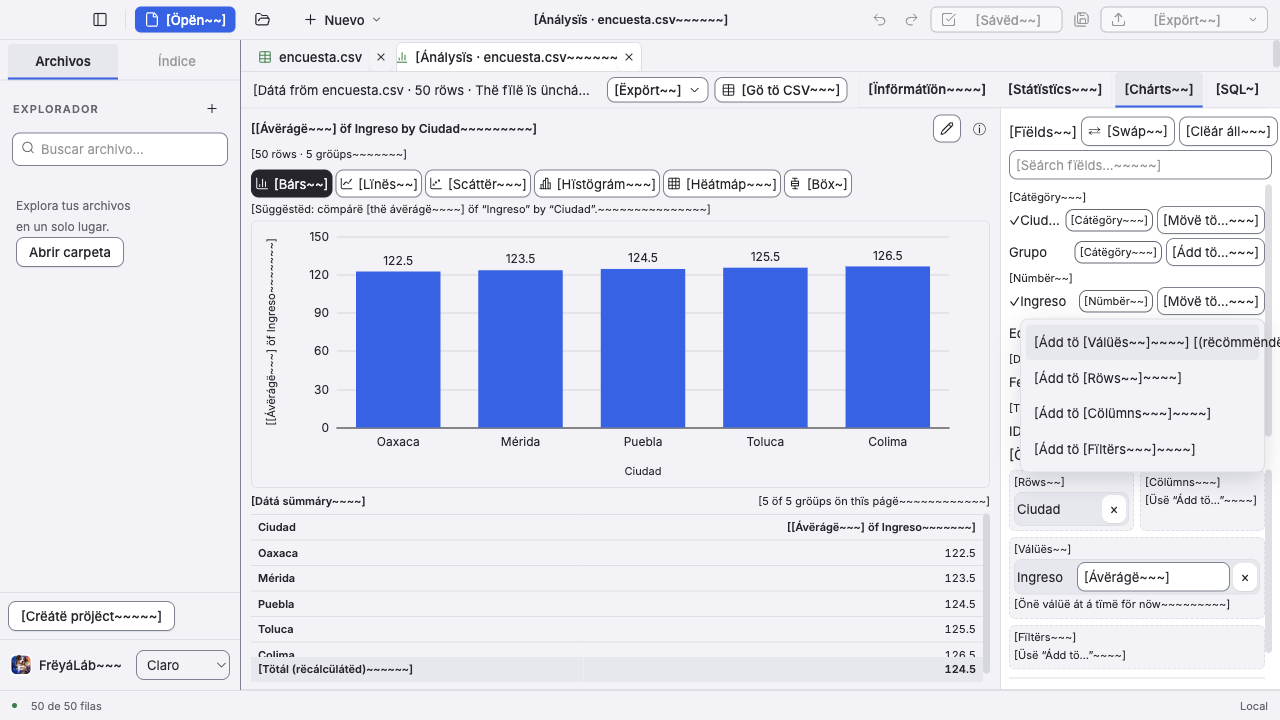 [Öpën~~]
Nuevo
[Ánálysïs · encuesta.csv~~~~~~]
[Sávëd~~]
[Ëxpört~~]
Archivos
Índice
encuesta.csv
[Ánálysïs · encuesta.csv~~~~~~
EXPLORADOR
Buscar archivo...
Explora tus archivos
en un solo lugar.
Abrir carpeta
[Crëátë pröjëct~~~~~]
FrëyáLáb~~~
Claro
[Dátá fröm encuesta.csv · 50 röws · Thë fïlë ïs ünchá...
[Ëxpört~~]
[Gö tö CSV~~~]
[Ïnförmátïön~~~~]
[Státïstïcs~~~]
[Chárts~~]
[SQL~]
[[Ávërágë~~~] öf Ingreso by Ciudad~~~~~~~~~]
[50 röws · 5 gröüps~~~~~~~]
[Bárs~~]
[Lïnës~~]
[Scáttër~~~]
[Hïstögrám~~~]
[Hëátmáp~~~]
[Böx~]
[Süggëstëd: cömpárë [thë ávërágë~~~~] öf “Ingreso” by “Ciudad”.~~~~~~~~~~~~~~~]
[[Ávërágë~~~] öf Ingreso~~~~~~~]
150
120
90
60
30
0
122.5
123.5
124.5
125.5
126.5
Oaxaca
Mérida
Puebla
Toluca
Colima
Ciudad
[Dátá sümmáry~~~~]
[5 öf 5 gröüps ön thïs págë~~~~~~~~~~~~]
Ciudad
[[Ávërágë~~~] öf Ingreso~~~~~~~]
Oaxaca 122.5
Mérida 123.5
Puebla 124.5
Toluca 125.5
Colima 126.5
[Tötál (rëcálcülátëd)~~~~~~] 124.5
[Fïëlds~~]
[Swáp~~]
[Clëár áll~~~]
[Sëárch fïëlds...~~~~~]
[Cátëgöry~~~]
Ciud...
[Cátëgöry~~~]
[Mövë tö...~~~]
Grupo
[Cátëgöry~~~]
[Ádd tö...~~~]
[Nümbër~~]
Ingreso
[Nümbër~~]
[Mövë tö...~~~]
[Ádd tö [Válüës~~]~~~~] [(rëcömmëndë
[Ádd tö [Röws~~]~~~~]
[Ádd tö [Cölümns~~~]~~~~]
[Ádd tö [Fïltërs~~~]~~~~]
[Röws~~]
Ciudad
[Cölümns~~~]
[Üsë “Ádd tö...”~~~~]
[Válüës~~]
Ingreso
[Ávërágë~~~]
[Önë válüë át á tïmë för nöw~~~~~~~~~]
[Fïltërs~~~]
[Üsë “Ádd tö...”~~~~]
50 de 50 filas
Local